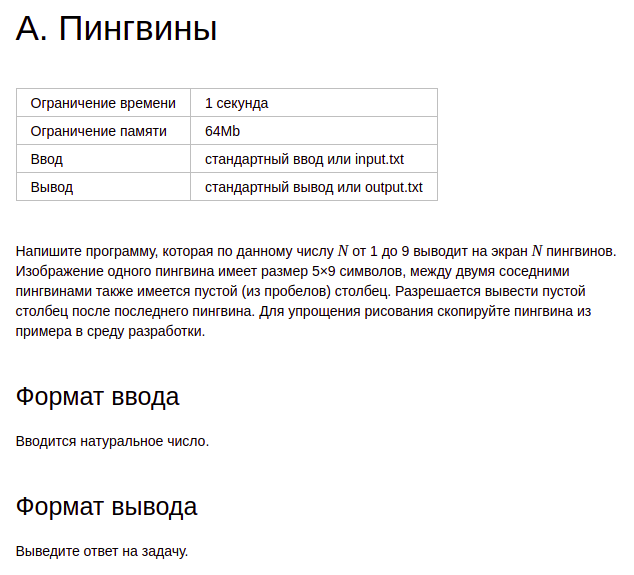 А. Пингвины
Ограничение времени 1 секунда
Ограничение памяти 64Mb
Ввод стандартный ввод или input.txt
Вывод стандартный вывод или output.txt
Напишите программу, которая по данному числу N от 1 до 9 выводит на экран N пингвинов.
Изображение одного пингвина имеет размер 5×9 символов, между двумя соседними
пингвинами также имеется пустой (из пробелов) столбец. Разрешается вывести пустой
столбец после последнего пингвина. Для упрощения рисования скопируйте пингвина из
примера в среду разработки.
Формат ввода
Вводится натуральное число.
Формат вывода
Выведите ответ на задачу.